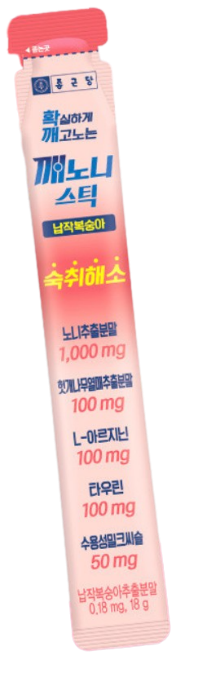 ◀ 뜯는곳
종근당
확실하게
깨고노는
깨노니
스틱
납작복숭아
숙취해소
노니추출분말
1,000 mg
헛개나무열매추출분말
100 mg
L-아르지닌
100 mg
타우린
100 mg
수용성밀크씨슬
50 mg
납작복숭아추출분말
0.18 mg, 18 g